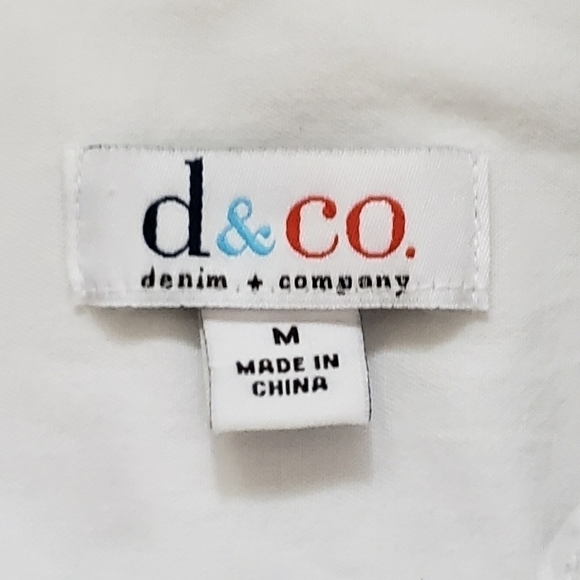 d&co.
denim + company
M
MADE IN
CHINA